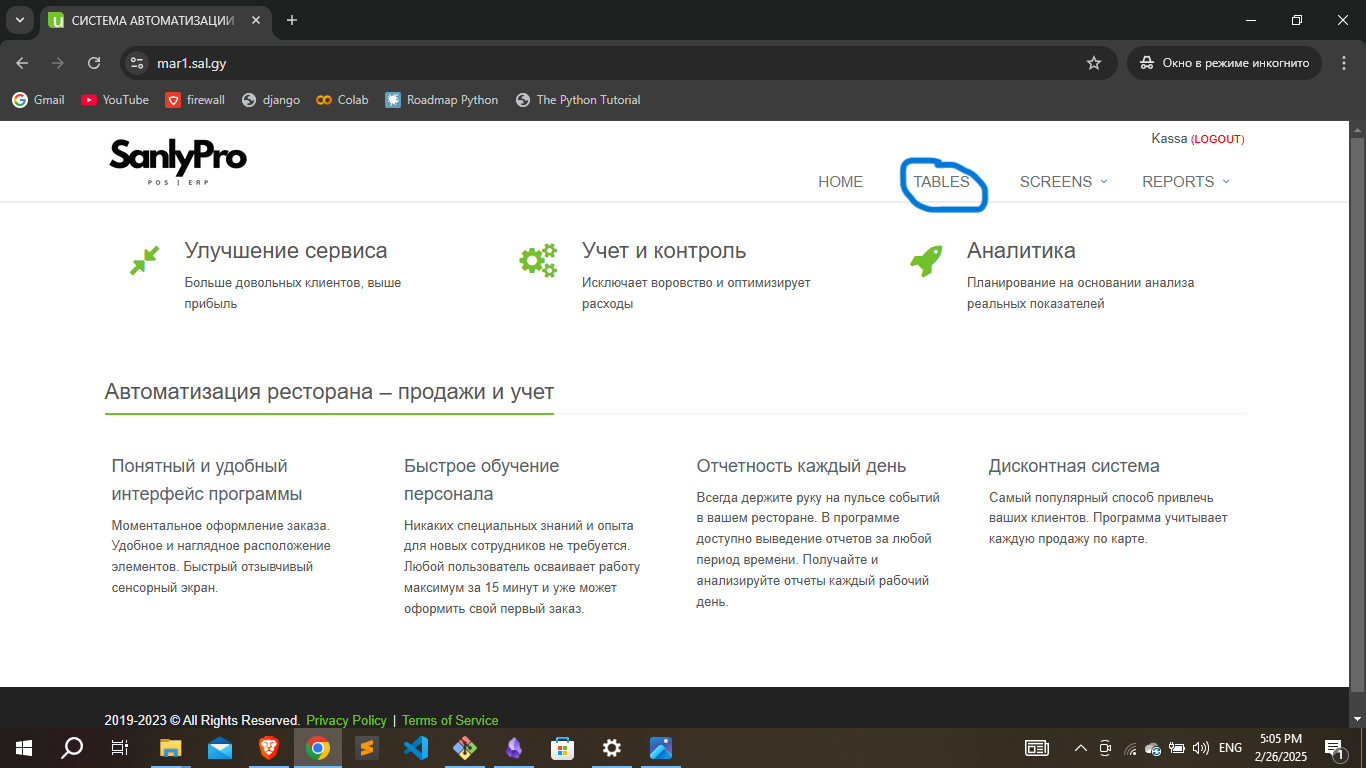 СИСТЕМА АВТОМАТИЗАЦИИ
mar1.sal.gy
Окно в режиме инкогнито
Gmail
YouTube
firewall
django
Colab
Roadmap Python
The Python Tutorial
SanlyPro
POS | ERP
Kassa (LOGOUT)
HOME
TABLES
SCREENS
REPORTS
Улучшение сервиса
Больше довольных клиентов, выше
прибыль
Учет и контроль
Исключает воровство и оптимизирует
расходы
Аналитика
Планирование на основании анализа
реальных показателей
Автоматизация ресторана – продажи и учет
Понятный и удобный
интерфейс программы
Моментальное оформление заказа.
Удобное и наглядное расположение
элементов. Быстрый отзывчивый
сенсорный экран.
Быстрое обучение
персонала
Никаких специальных знаний и опыта
для новых сотрудников не требуется.
Любой пользователь осваивает работу
максимум за 15 минут и уже может
оформить свой первый заказ.
Отчетность каждый день
Всегда держите руку на пульсе событий
в вашем ресторане. В программе
доступно выведение отчетов за любой
период времени. Получайте и
анализируйте отчеты каждый рабочий
день.
Дисконтная система
Самый популярный способ привлечь
ваших клиентов. Программа учитывает
каждую продажу по карте.
2019-2023 © All Rights Reserved. Privacy Policy | Terms of Service
ENG
5:05 PM
2/26/2025
1